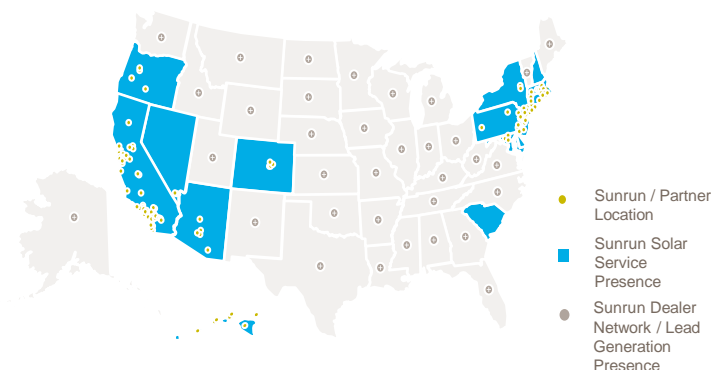 Sunrun / Partner
Location
Sunrun Solar
Service
Presence
Sunrun Dealer
Network / Lead
Generation
Presence